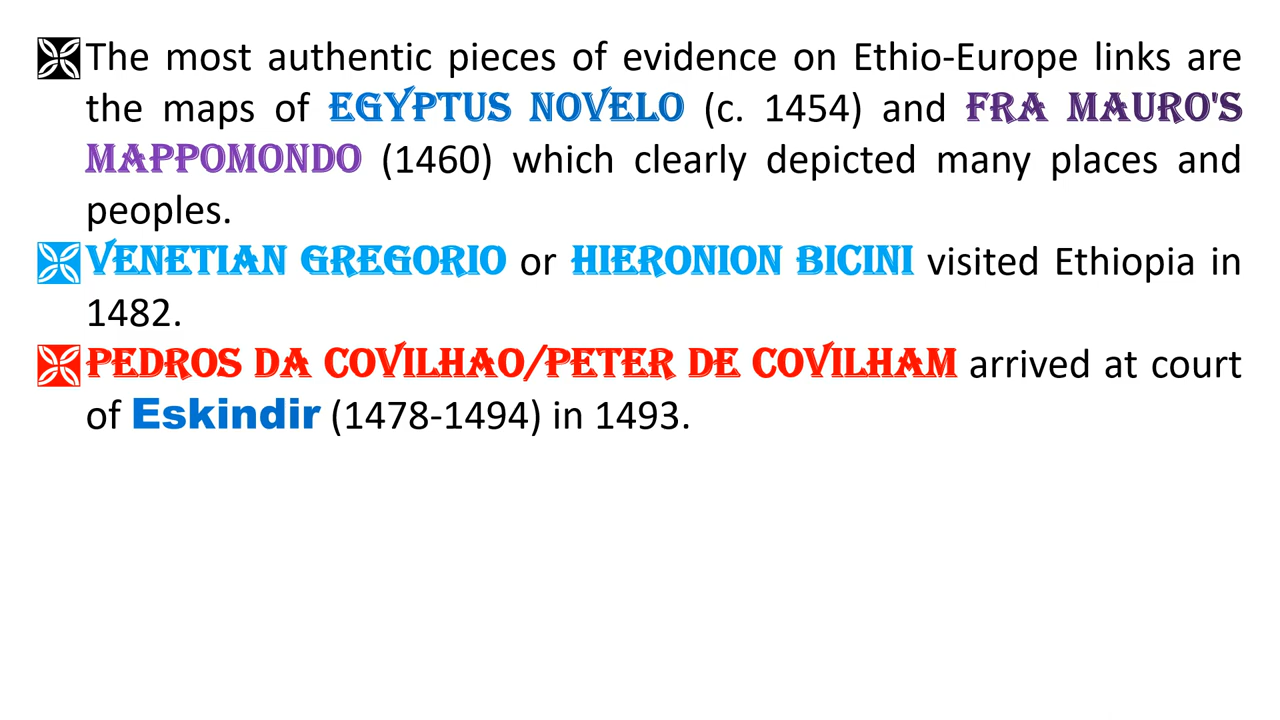 The most authentic pieces of evidence on Ethio-Europe links are
the maps of EGYPTUS NOVELO (c. 1454) and FRA MAURO'S
MAPPOMONDO (1460) which clearly depicted many places and
peoples.
VENETIAN GREGORIO or HIERONION BICINI visited Ethiopia in
1482.
PEDROS DA COVILHAO/PETER DE COVILHAM arrived at court
of Eskindir (1478-1494) in 1493.